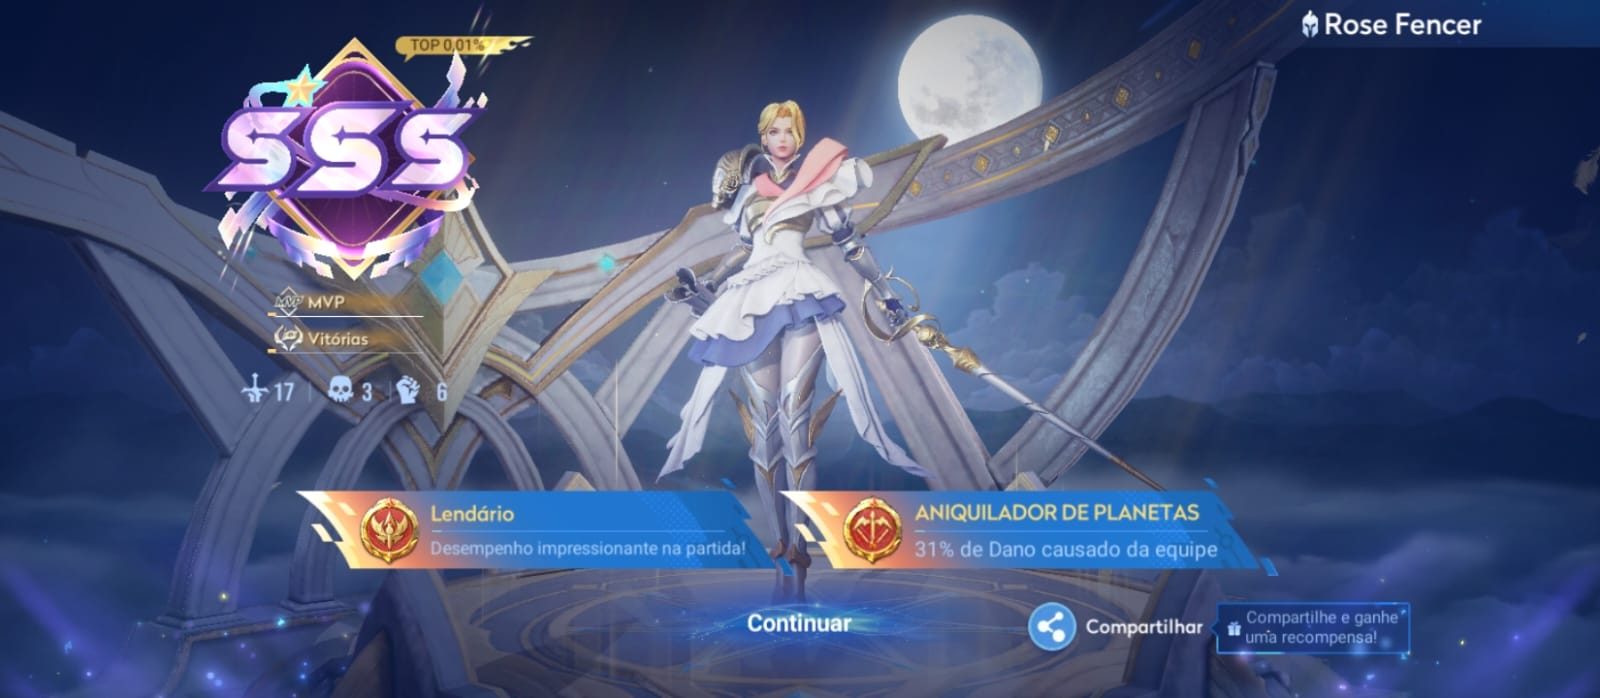 Rose Fencer
TOP 0,01%
SSS
MVP MVP
Vitórias
17 3 6
Lendário
Desempenho impressionante na partida!
ANIQUILADOR DE PLANETAS
31% de Dano causado da equipe
Continuar
Compartilhar
Compartilhe e ganhe
uma recompensa!